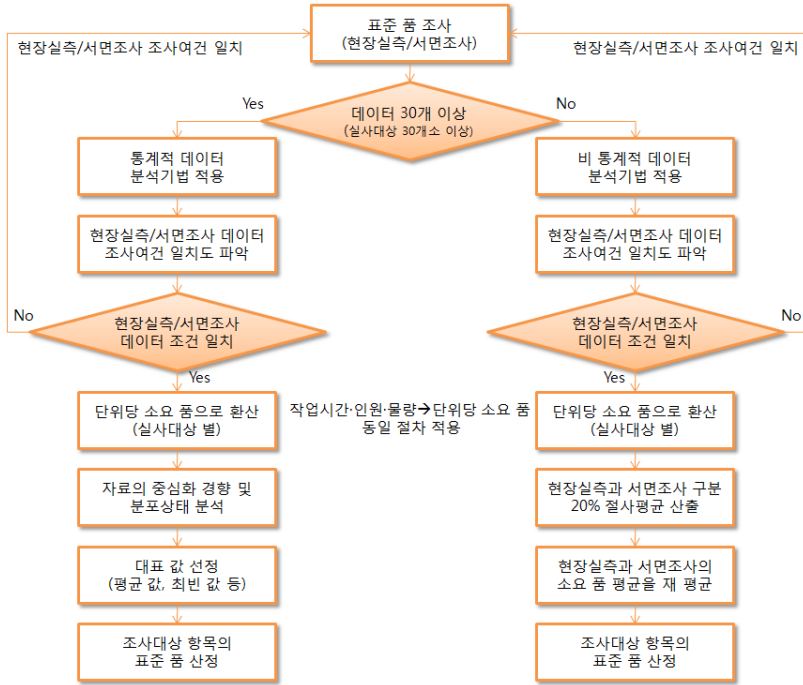 표준 품 조사
(현장실측/서면조사)
현장실측/서면조사 조사여건 일치
현장실측/서면조사 조사여건 일치
데이터 30개 이상
(실사대상 30개소 이상)
Yes
No
통계적 데이터
분석기법 적용
비 통계적 데이터
분석기법 적용
현장실측/서면조사 데이터
조사여건 일치도 파악
현장실측/서면조사 데이터
조사여건 일치도 파악
No
현장실측/서면조사
데이터 조건 일치
현장실측/서면조사
데이터 조건 일치
No
Yes
Yes
단위당 소요 품으로 환산
(실사대상 별)
작업시간·인원·물량→단위당 소요 품
동일 절차 적용
단위당 소요 품으로 환산
(실사대상 별)
자료의 중심화 경향 및
분포상태 분석
현장실측과 서면조사 구분
20% 절사평균 산출
대표 값 선정
(평균 값, 최빈 값 등)
현장실측과 서면조사의
소요 품 평균을 재 평균
조사대상 항목의
표준 품 산정
조사대상 항목의
표준 품 산정